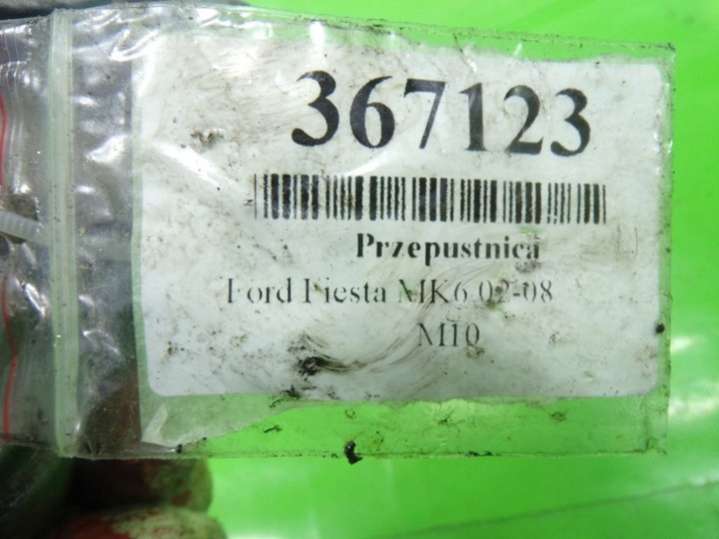 367123
Przepustnica
Ford Fiesta MK6 02-08
M10